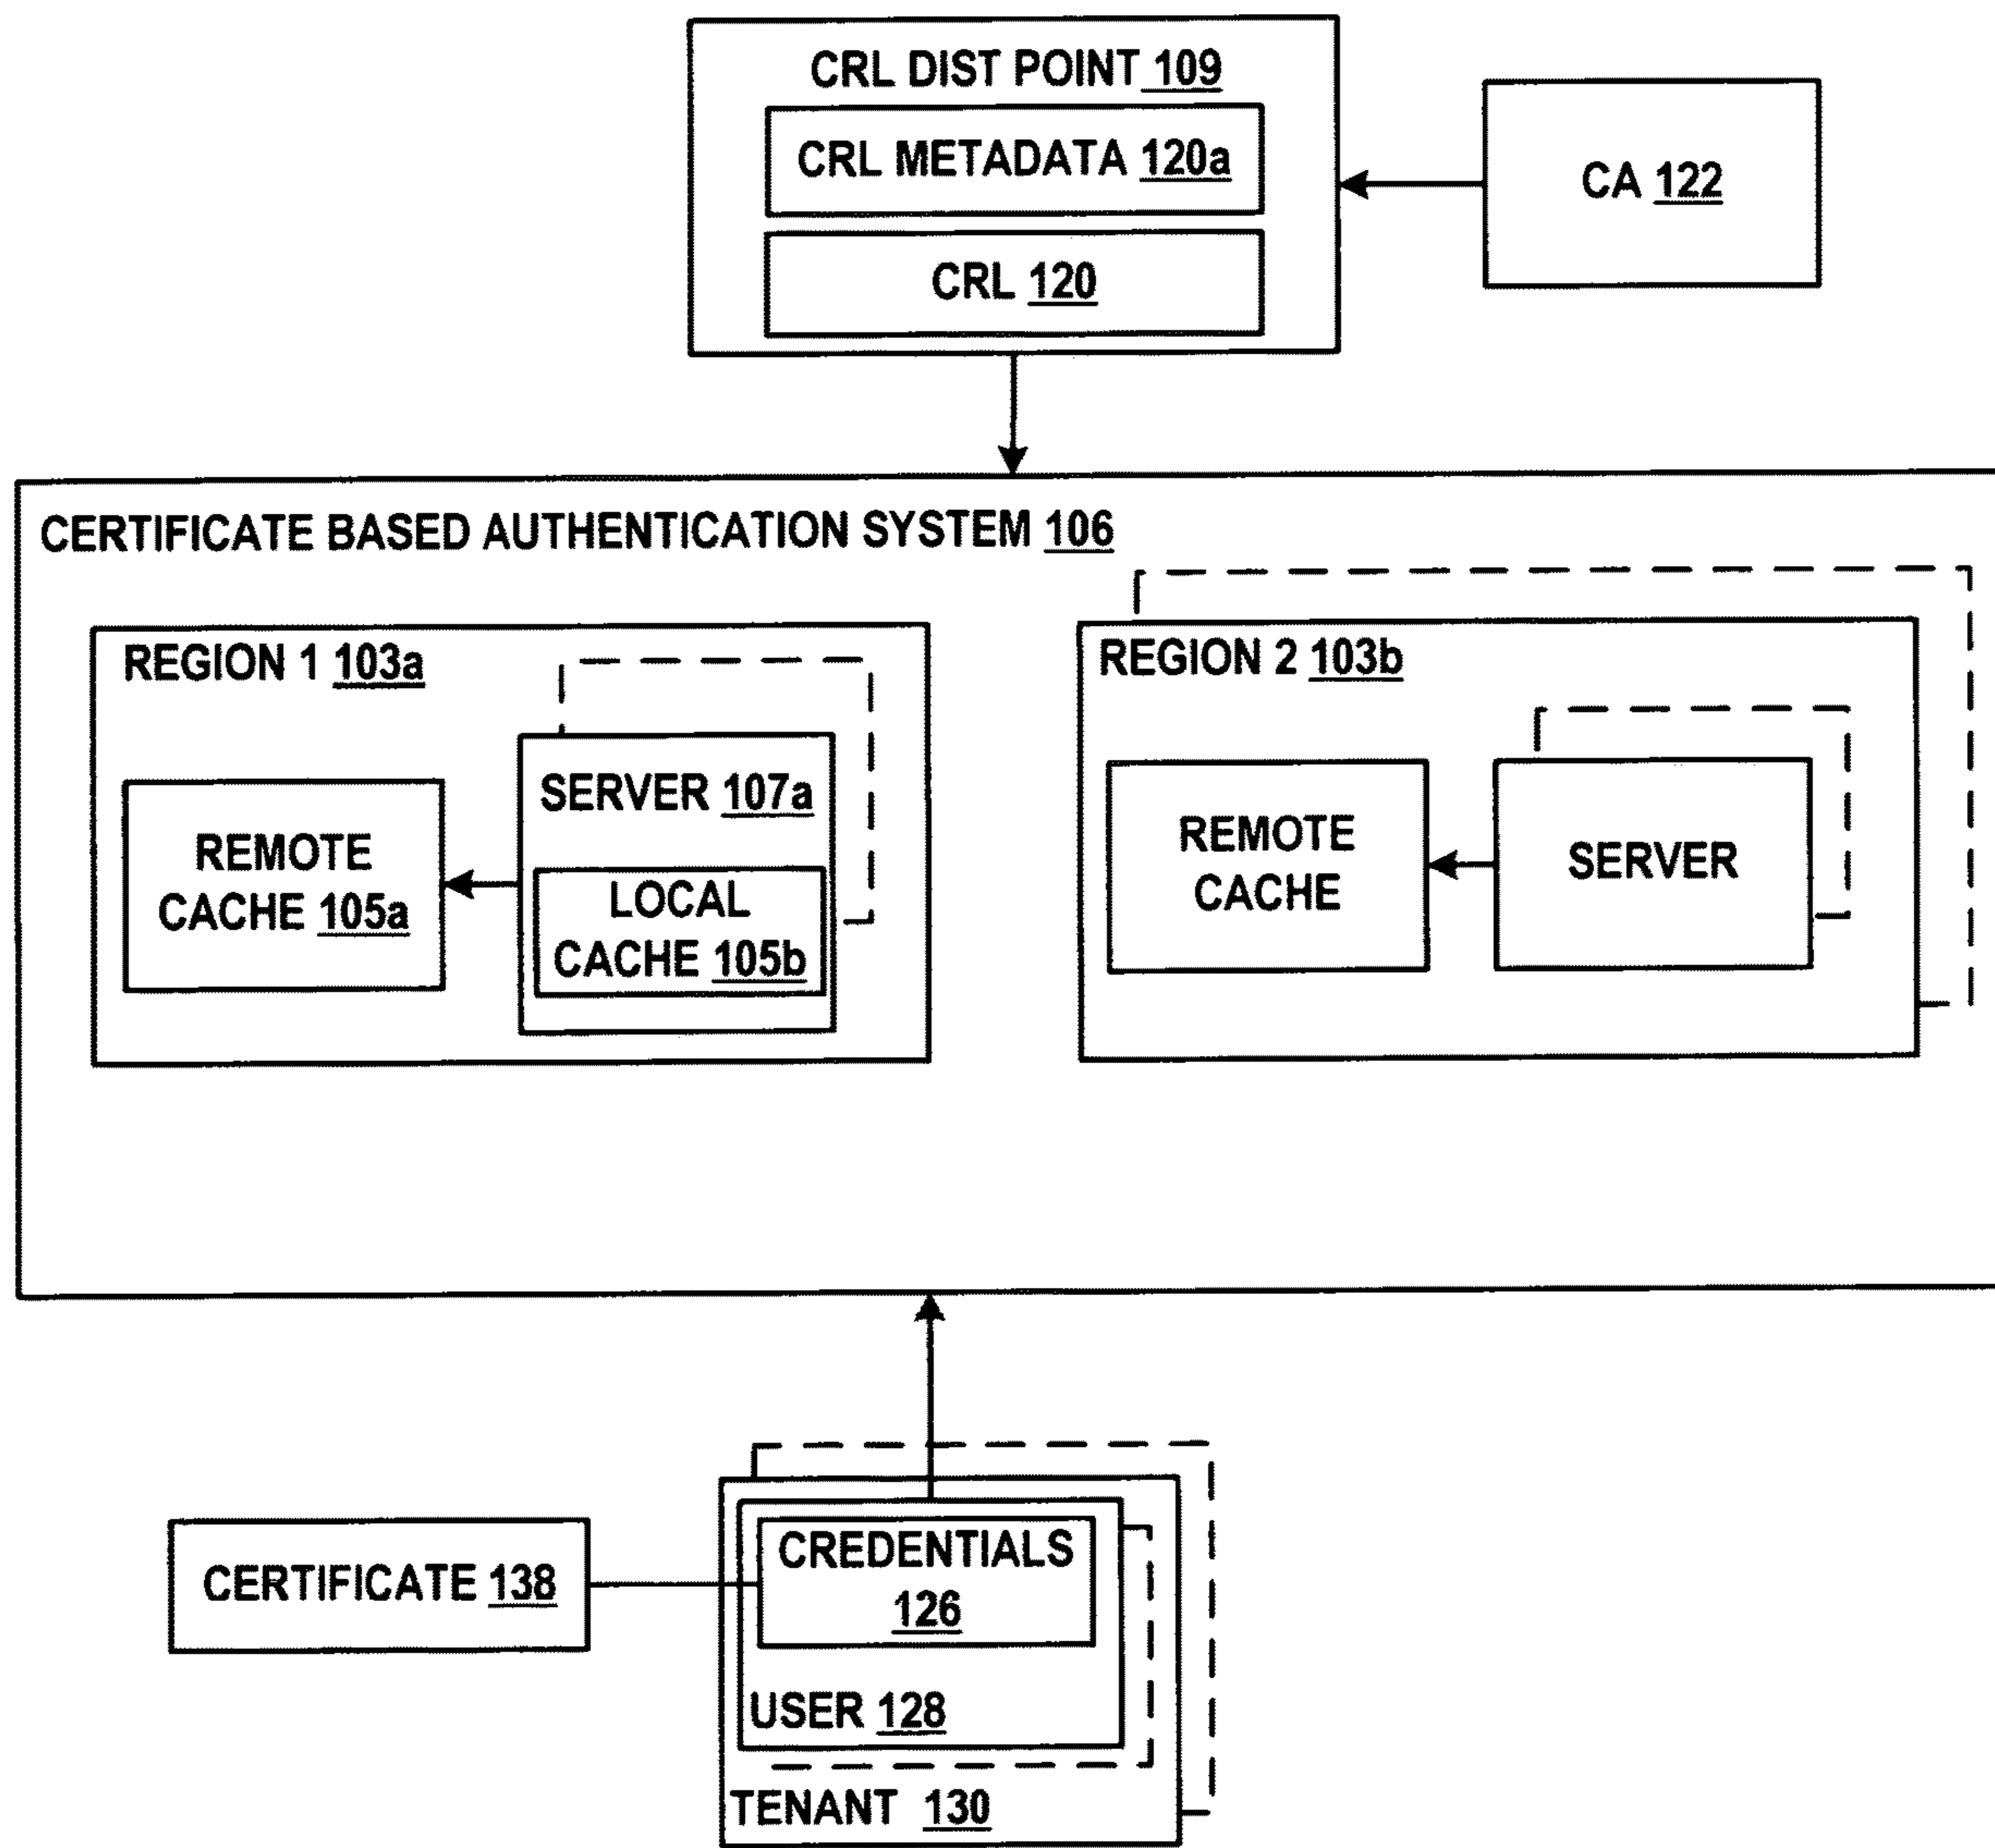 CRL DIST POINT 109
CRL METADATA 120a
CRL 120
CA 122
CERTIFICATE BASED AUTHENTICATION SYSTEM 106
REGION 1 103a
REMOTE
CACHE 105a
SERVER 107a
LOCAL
CACHE 105b
REGION 2 103b
REMOTE
CACHE
SERVER
CERTIFICATE 138
CREDENTIALS
126
USER 128
TENANT 130